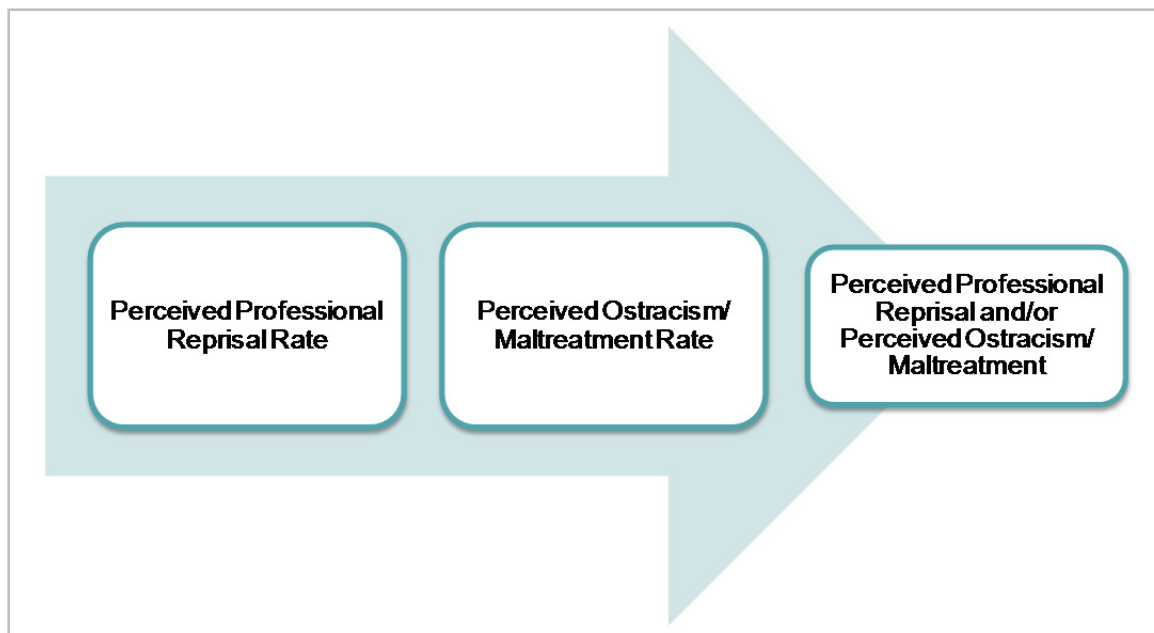 Perceived Professional
Reprisal Rate
Perceived Ostracism/
Maltreatment Rate
Perceived Professional
Reprisal and/or
Perceived Ostracism/
Maltreatment